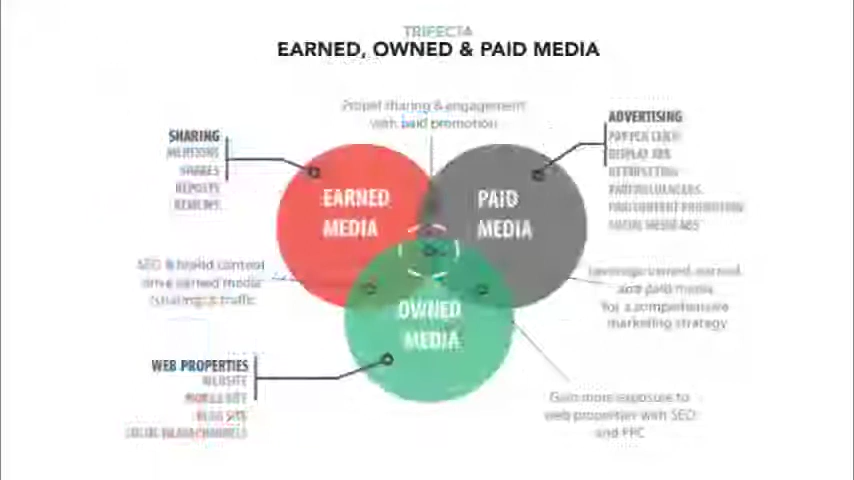 TRIFECTA
EARNED, OWNED & PAID MEDIA
Propel sharing & engagement
with paid promotion
SHARING
MENTIONS
SHARES
REPOSTS
REVIEWS
ADVERTISING
PAY PER CLICK
DISPLAY ADS
RETARGETING
PAID INFLUENCERS
PAID CONTENT PROMOTION
SOCIAL MEDIA ADS
EARNED
MEDIA
PAID
MEDIA
SEO & brand content
drive earned media
(sharing) & traffic
Leverage owned, earned,
and paid media
for a comprehensive
marketing strategy
OWNED
MEDIA
WEB PROPERTIES
WEBSITE
MOBILE SITE
BLOG SITE
SOCIAL MEDIA CHANNELS
Gain more exposure to
web properties with SEO
and PPC